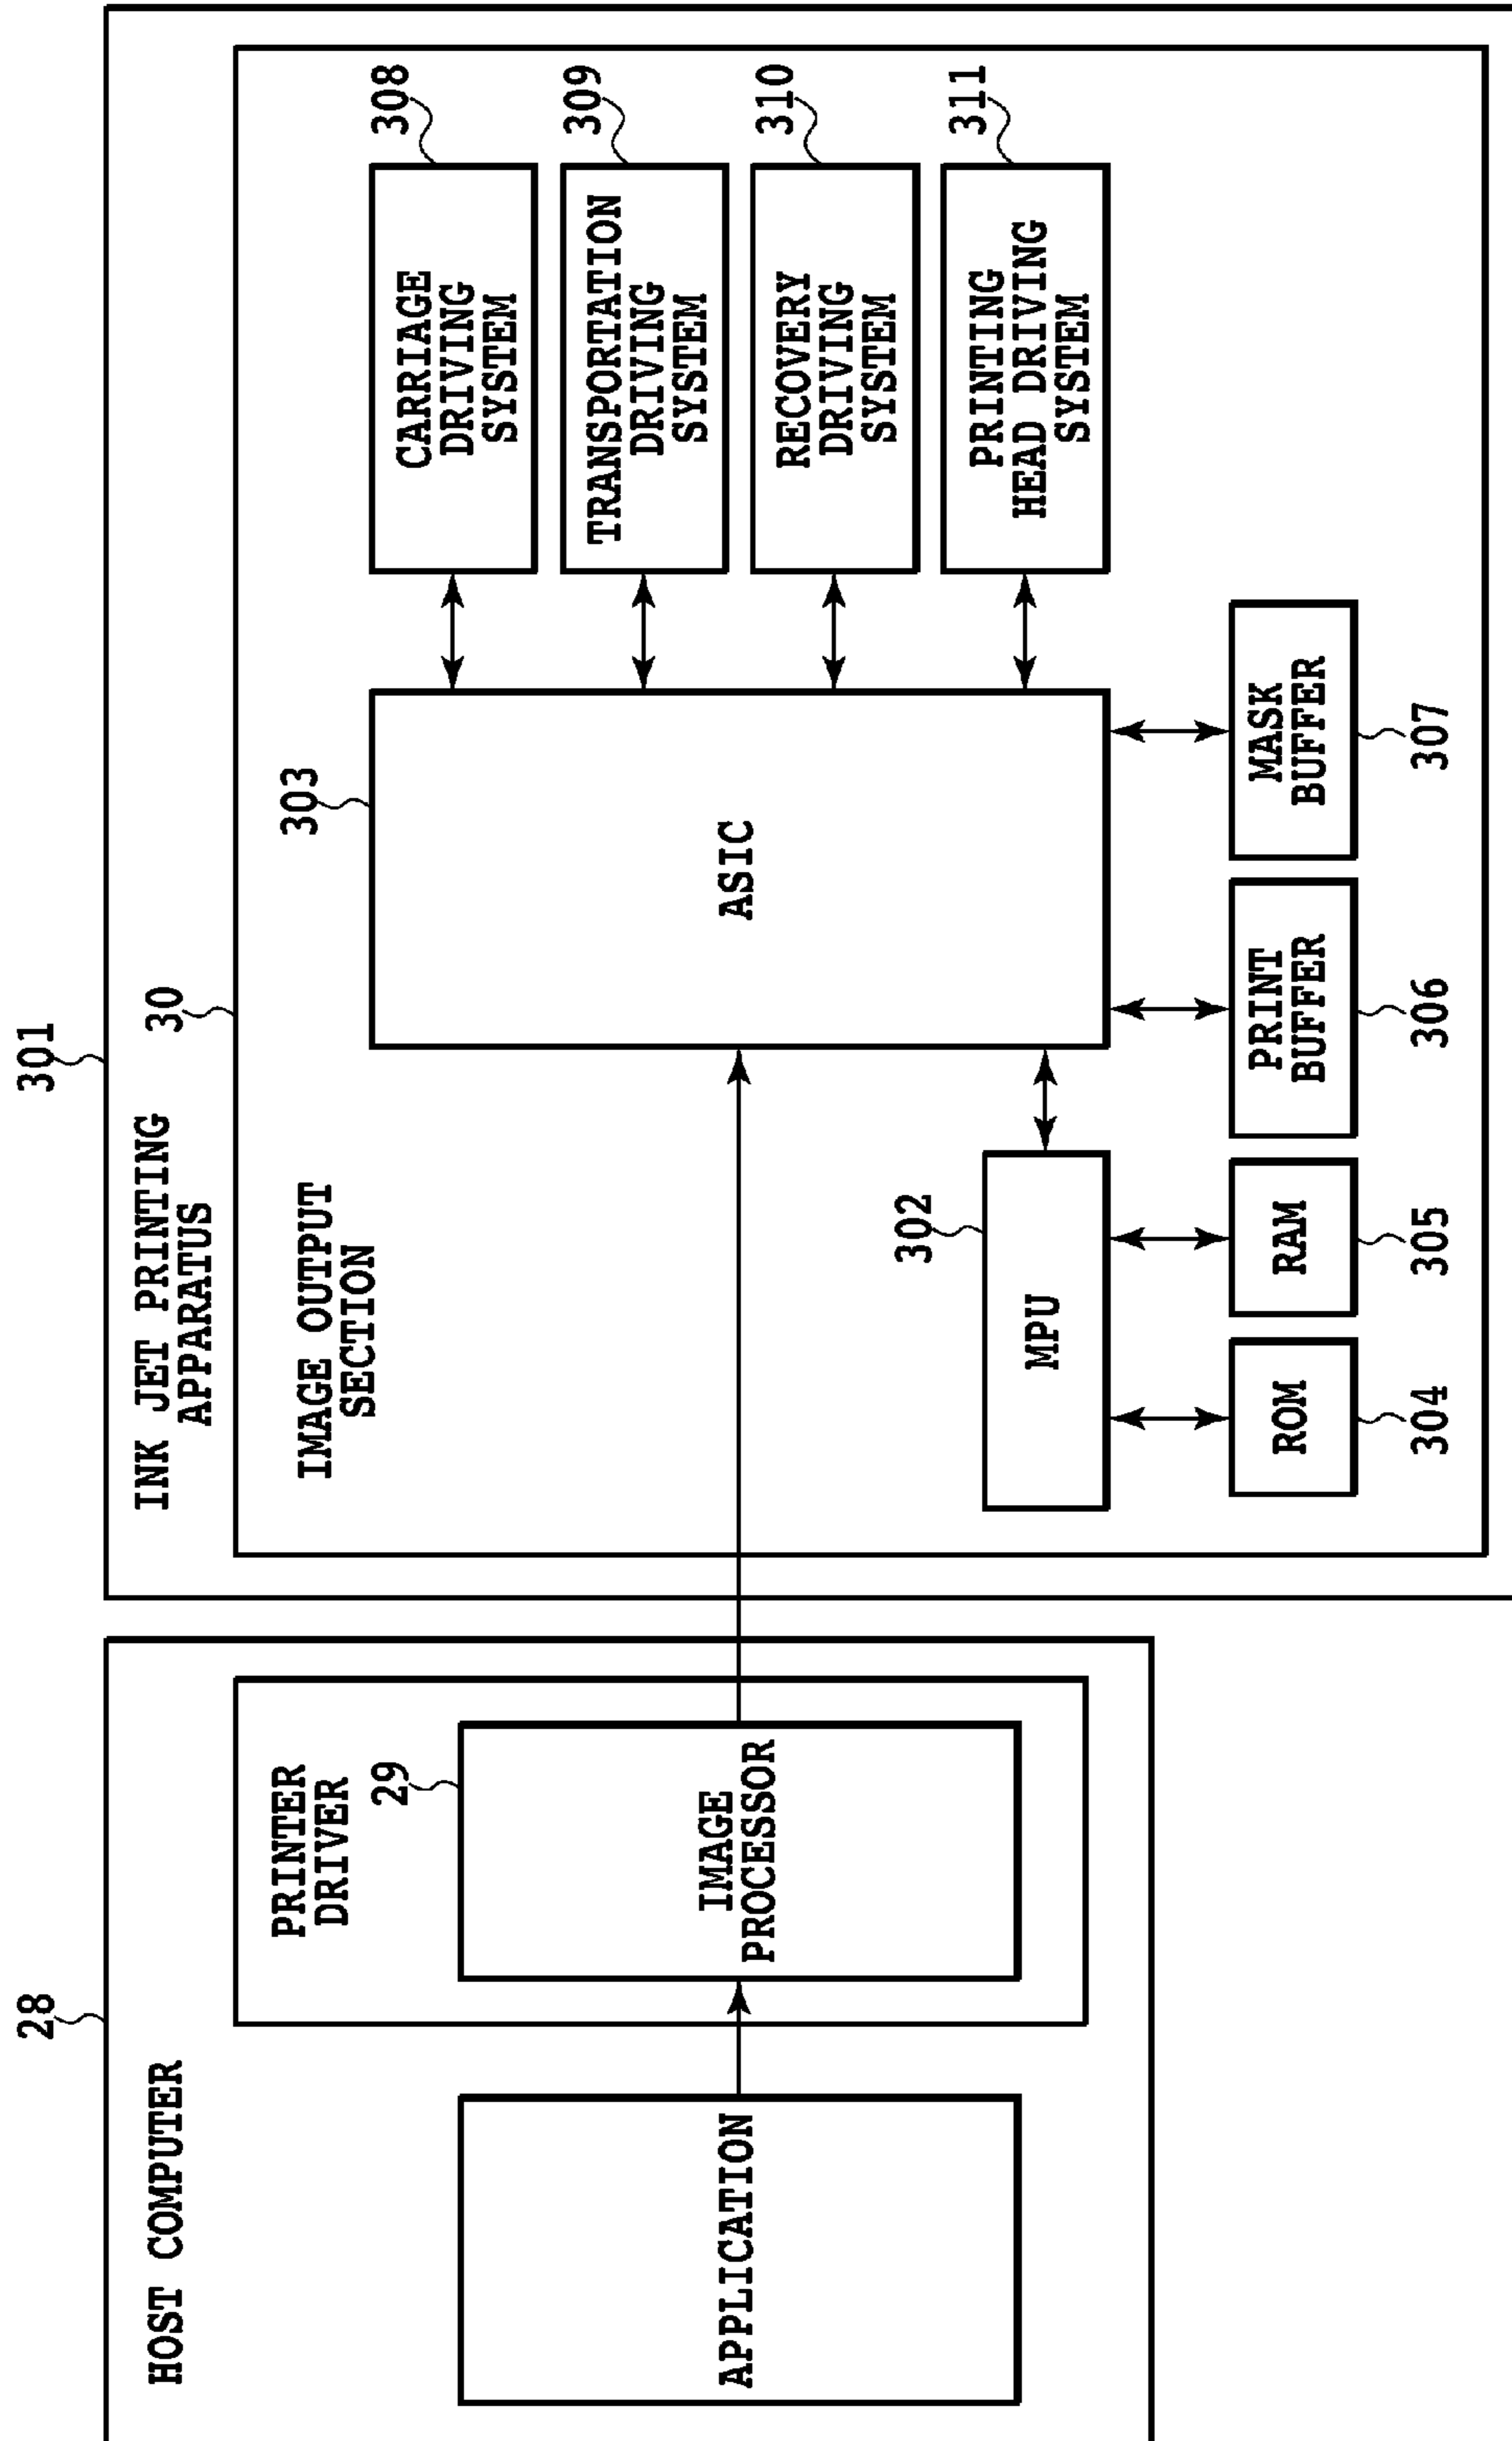 28
HOST COMPUTER
APPLICATION
PRINTER
DRIVER
29
IMAGE
PROCESSOR
301
INK JET PRINTING
APPARATUS
30
IMAGE OUTPUT
SECTION
303
ASIC
302
MPU
ROM
304
RAM
305
PRINT
BUFFER
306
MASK
BUFFER
307
CARRIAGE
DRIVING
SYSTEM
308
TRANSPORTATION
DRIVING
SYSTEM
309
RECOVERY
DRIVING
SYSTEM
310
PRINTING
HEAD DRIVING
SYSTEM
311